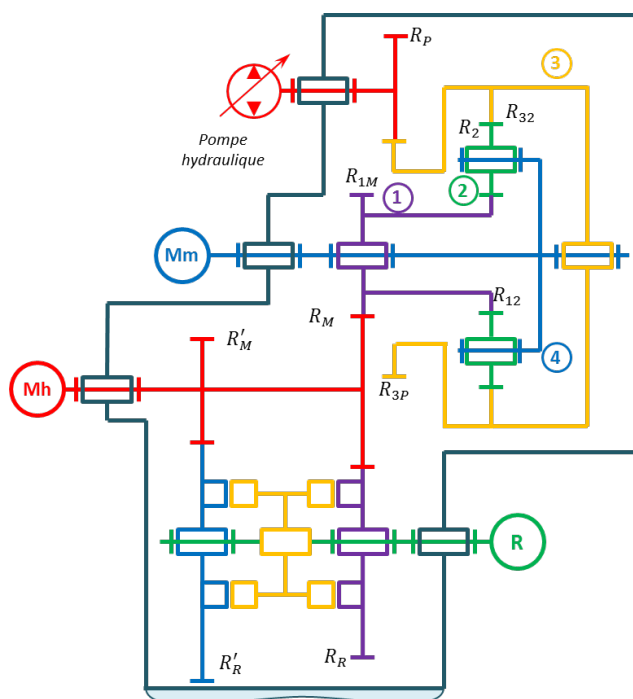 R_P
3
R_32
R_2
Pompe
hydraulique
R_1M
1
2
Mm
R_M
R'_M
R_12
4
Mh
R_3P
R
R'_R
R_R